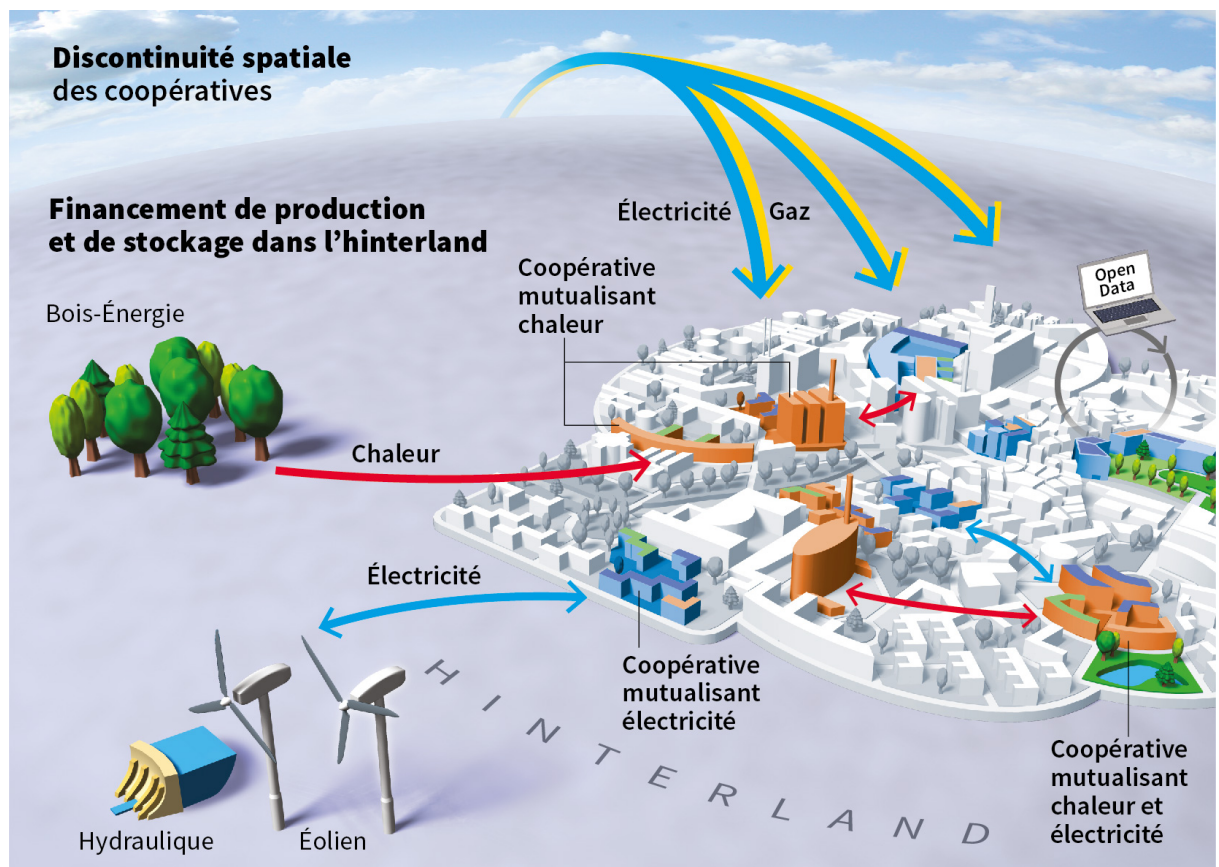 Discontinuité spatiale
des coopératives
Financement de production
et de stockage dans l’hinterland
Électricité
Gaz
Coopérative
mutualisant
chaleur
Open
Data
Bois-Énergie
Chaleur
Électricité
Coopérative
mutualisant
électricité
HINTERLAND
Coopérative
mutualisant
chaleur et
électricité
Hydraulique
Éolien